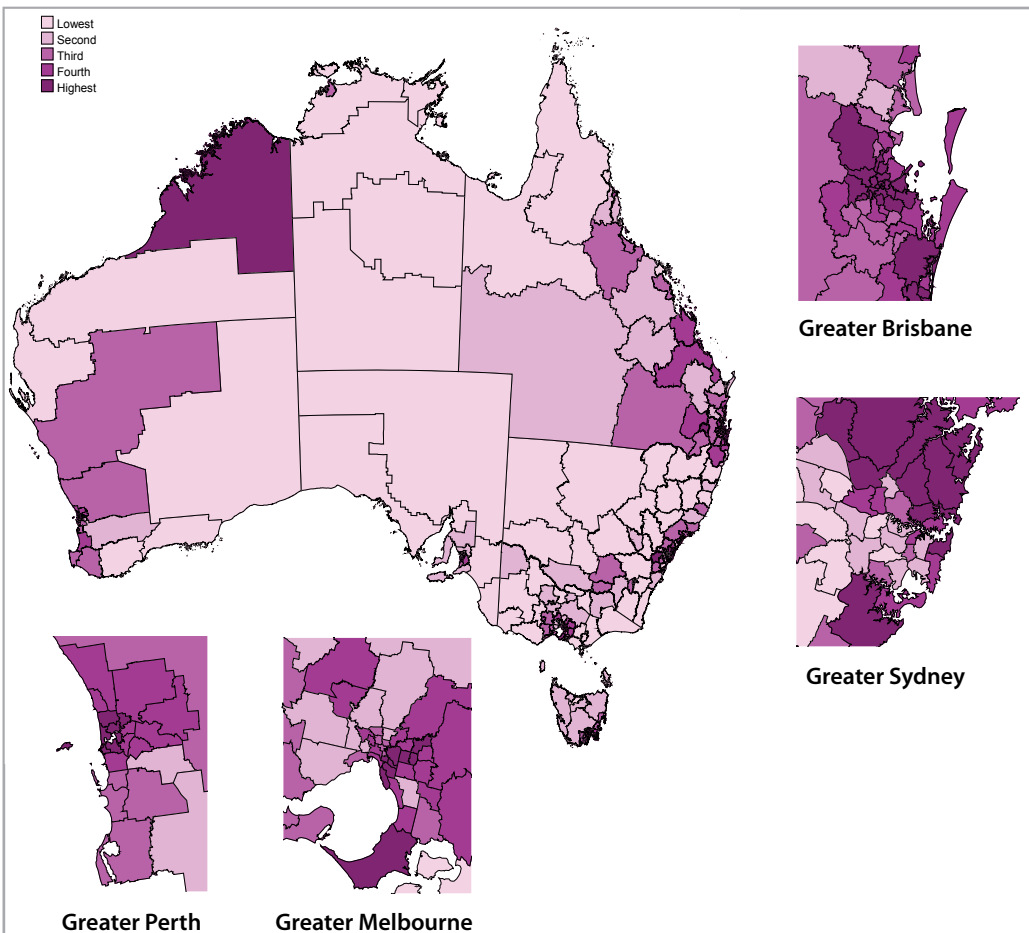 Lowest
Second
Third
Fourth
Highest
Greater Brisbane
Greater Sydney
Greater Perth
Greater Melbourne